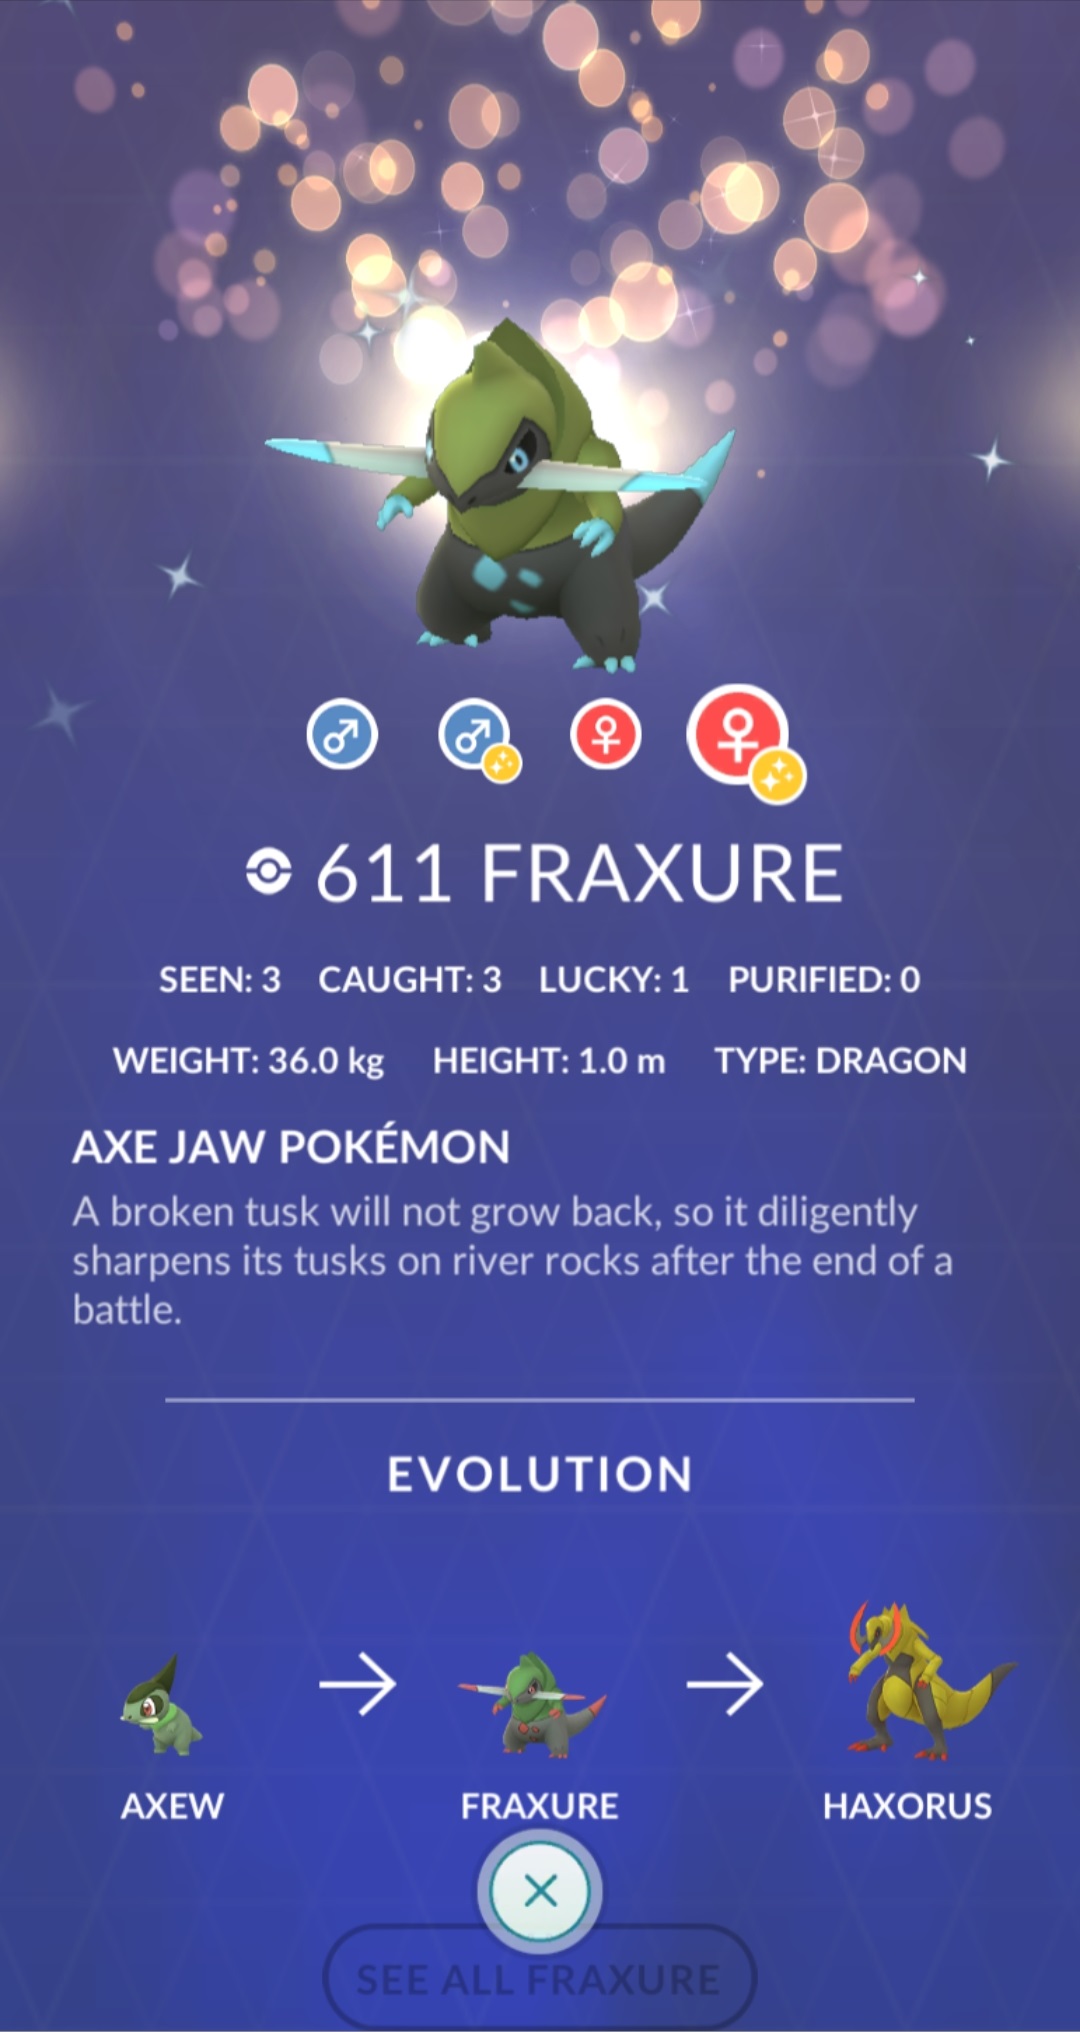 611 FRAXURE
SEEN: 3 CAUGHT: 3 LUCKY: 1 PURIFIED: 0
WEIGHT: 36.0 kg HEIGHT: 1.0 m TYPE: DRAGON
AXE JAW POKÉMON
A broken tusk will not grow back, so it diligently
sharpens its tusks on river rocks after the end of a
battle.
EVOLUTION
AXEW FRAXURE HAXORUS
SEE ALL FRAXURE